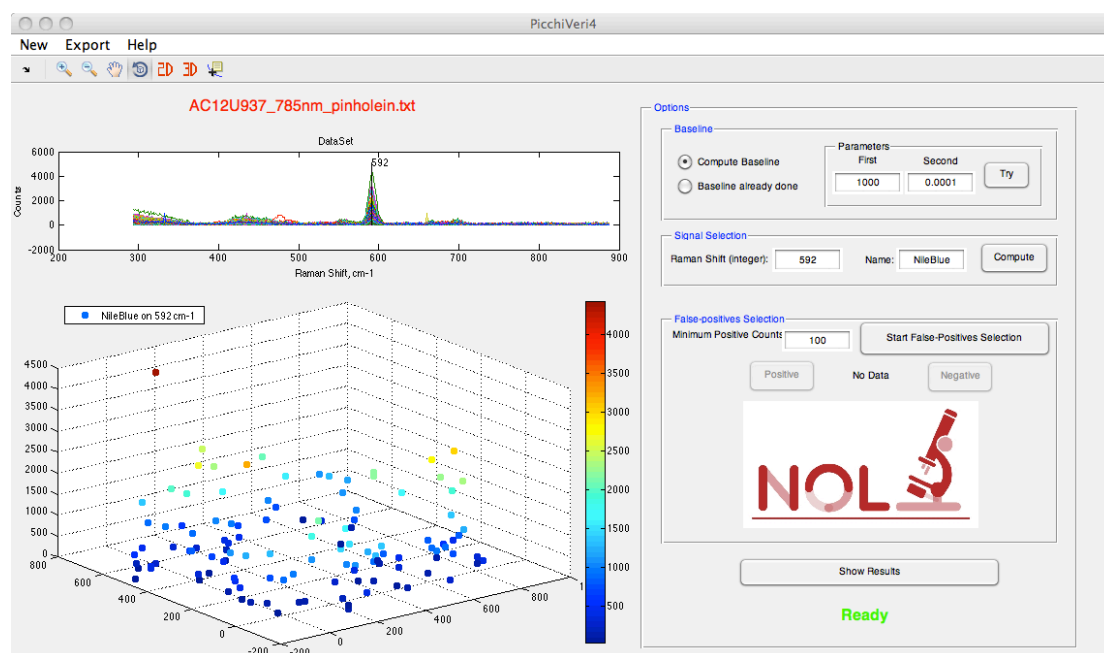 PicchiVeri4
New Export Help
2D 3D
AC12U937_785nm_pinholein.txt
DataSet
6000
4000
2000
0
-2000
Counts
592
200 300 400 500 600 700 800 900
Raman Shift, cm-1
NileBlue on 592 cm-1
4500
4000
3500
3000
2500
2000
1500
1000
500
0
800
600
400
200
0
-200
-200
0
200
400
600
800
1
4000
3500
3000
2500
2000
1500
1000
500
Options
Baseline
Compute Baseline
Baseline already done
Parameters
First Second
1000 0.0001 Try
Signal Selection
Raman Shift (integer): 592 Name: NileBlue Compute
False-positives Selection
Minimum Positive Counts 100 Start False-Positives Selection
Positive No Data Negative
NOL
Show Results
Ready